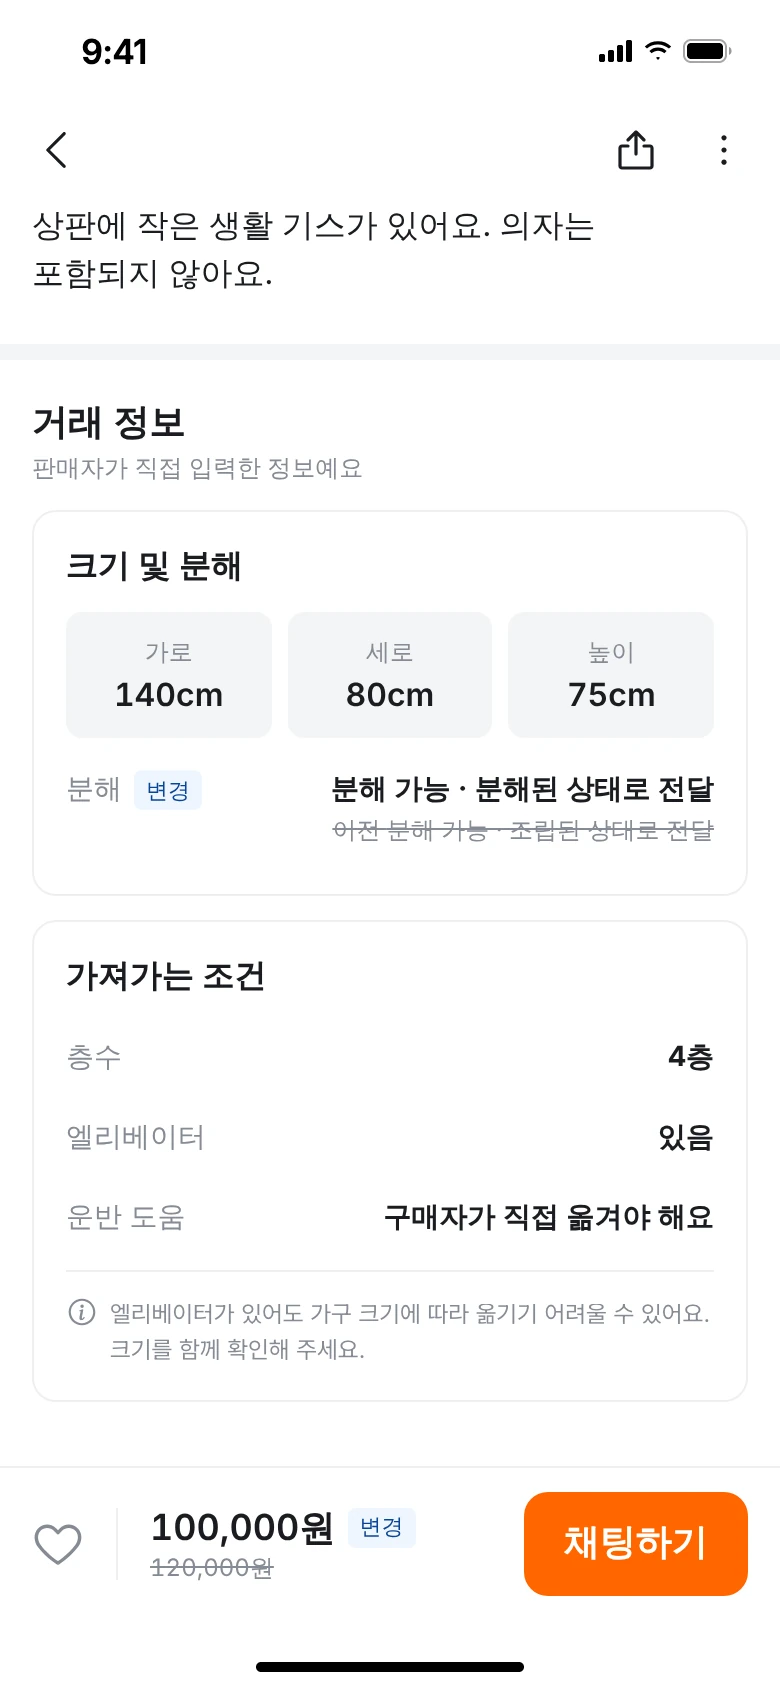 9:41
상판에 작은 생활 기스가 있어요. 의자는
포함되지 않아요.
거래 정보
판매자가 직접 입력한 정보예요
크기 및 분해
가로 세로 높이
140cm 80cm 75cm
분해 변경 분해 가능 · 분해된 상태로 전달
이전 분해 가능 · 조립된 상태로 전달
가져가는 조건
층수 4층
엘리베이터 있음
운반 도움 구매자가 직접 옮겨야 해요
엘리베이터가 있어도 가구 크기에 따라 옮기기 어려울 수 있어요.
크기를 함께 확인해 주세요.
100,000원 변경
120,000원
채팅하기